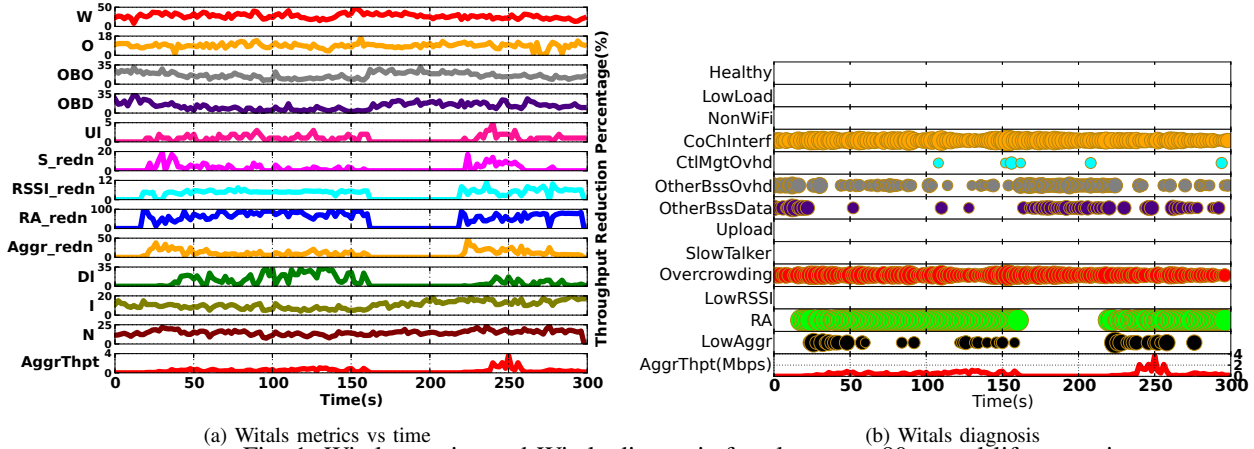 W
50
0
O
18
0
OBO
35
0
OBD
35
0
UI
5
0
S_redn
20
0
RSSI_redn
12
0
RA_redn
100
0
Aggr_redn
50
0
DI
35
0
I
20
0
N
25
0
AggrThpt
4
0
0 50 100 150 200 250 300
Time(s)
Throughput Reduction Percentage(%)
(a) Witals metrics vs time
Healthy
LowLoad
NonWiFi
CoChInterf
CtlMgtOvhd
OtherBssOvhd
OtherBssData
Upload
SlowTalker
Overcrowding
LowRSSI
RA
LowAggr
AggrThpt(Mbps)
4
2
0
0 50 100 150 200 250 300
Time(s)
(b) Witals diagnosis